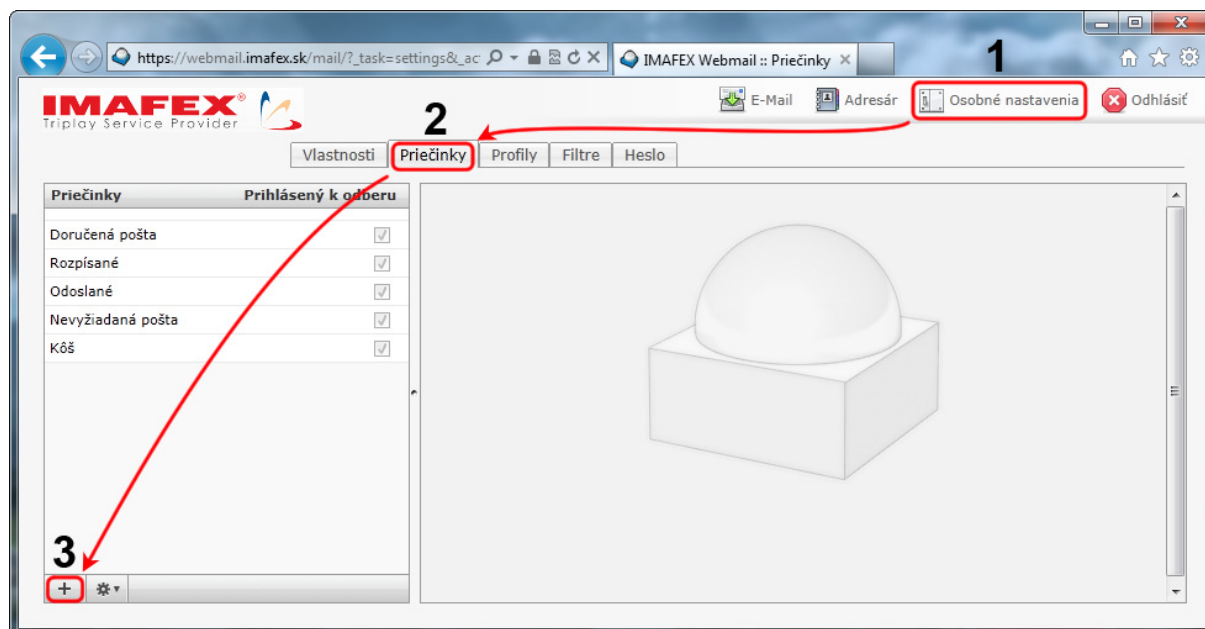 https://webmail.imafex.sk/mail/?_task=settings&_ac
IMAFEX Webmail :: Priečinky
1
IMAFEX®
Triplay Service Provider
E-Mail
Adresár
Osobné nastavenia
Odhlásiť
2
Vlastnosti
Priečinky
Profily
Filtre
Heslo
Priečinky Prihlásený k odberu
Doručená pošta
Rozpísané
Odoslané
Nevyžiadaná pošta
Kôš
3